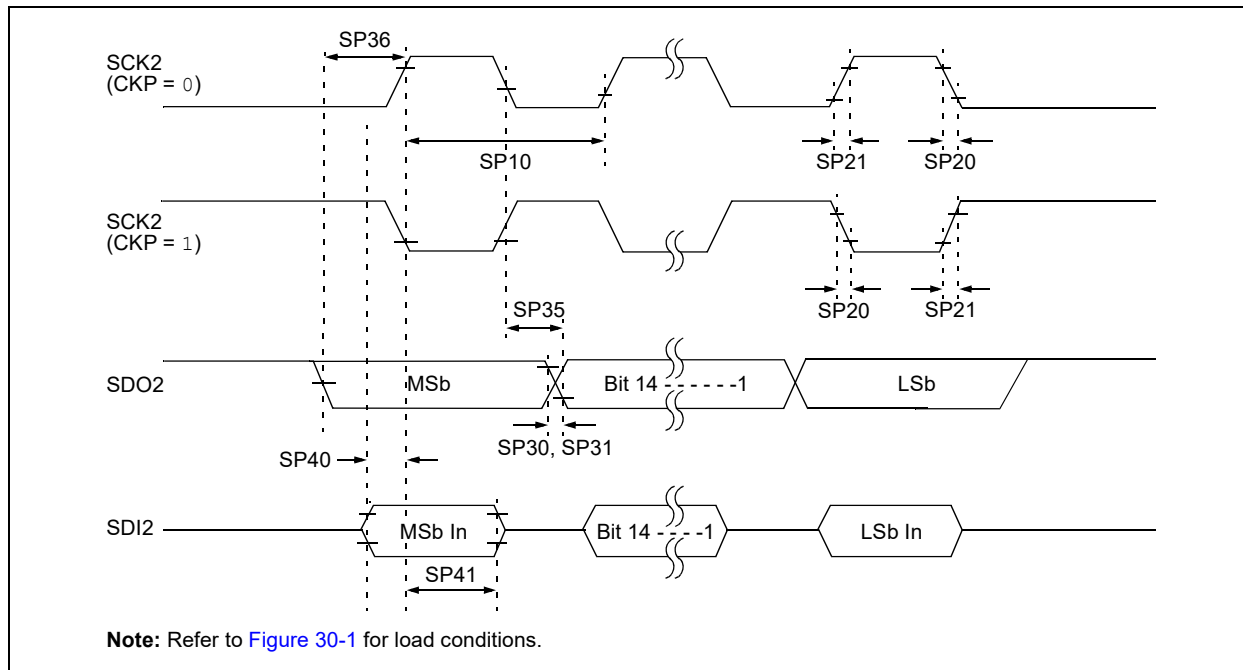 SP36
SCK2
(CKP = 0)
SP10
SP21
SP20
SCK2
(CKP = 1)
SP35
SP20
SP21
SDO2
MSb
Bit 14 - - - - - - -1
LSb
SP30, SP31
SP40
SDI2
MSb In
Bit 14 - - - - -1
LSb In
SP41
Note: Refer to Figure 30-1 for load conditions.